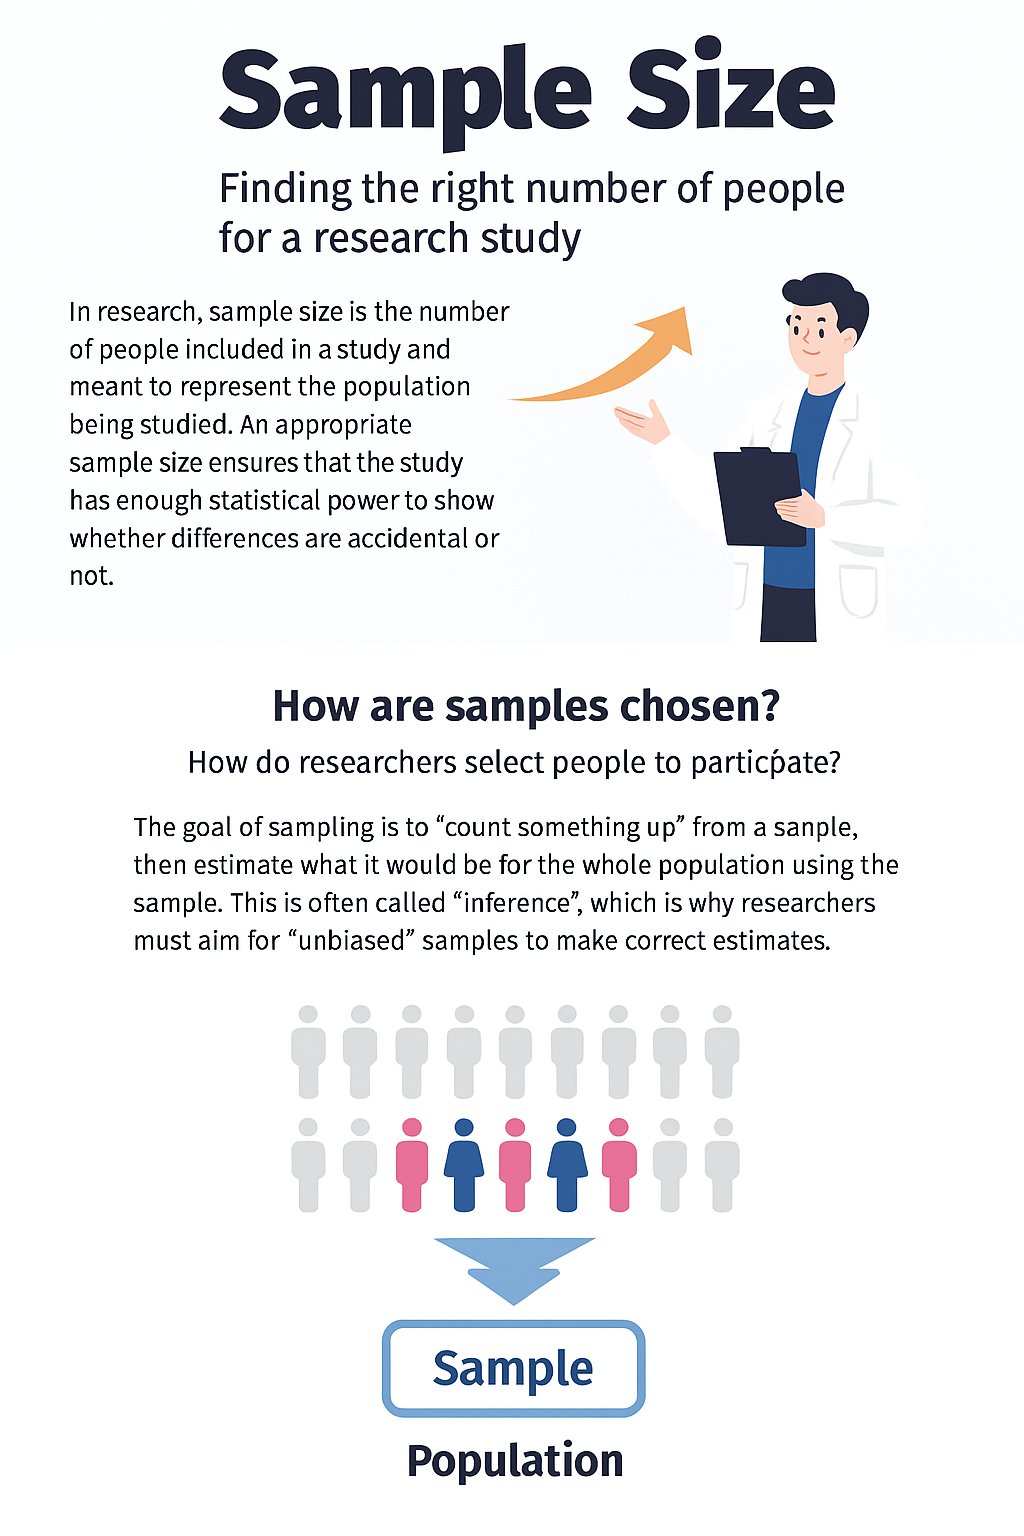 Sample Size
Finding the right number of people
for a research study
In research, sample size is the number
of people included in a study and
meant to represent the population
being studied. An appropriate
sample size ensures that the study
has enough statistical power to show
whether differences are accidental or
not.
How are samples chosen?
How do researchers select people to particṕate?
The goal of sampling is to “count something up” from a sanple,
then estimate what it would be for the whole population using the
sample. This is often called “inference”, which is why researchers
must aim for “unbiased” samples to make correct estimates.
Sample
Population